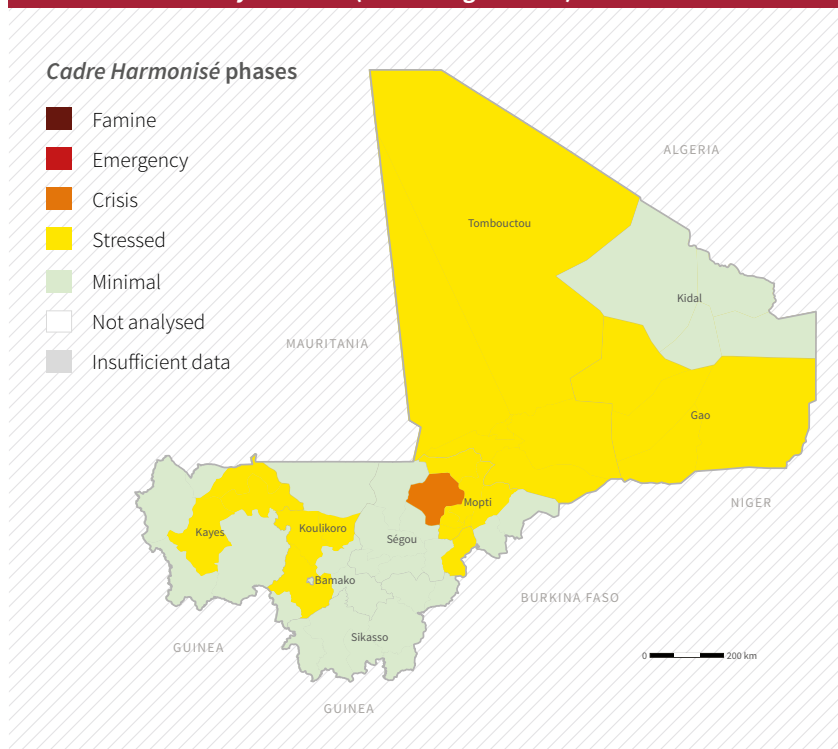 Cadre Harmonisé phases
Famine
Emergency
Crisis
Stressed
Minimal
Not analysed
Insufficient data
ALGERIA
Tombouctou
Kidal
MAURITANIA
Gao
Mopti
NIGER
Kayes
Koulikoro
Ségou
Bamako
BURKINA FASO
Sikasso
GUINEA
0 200 km
GUINEA